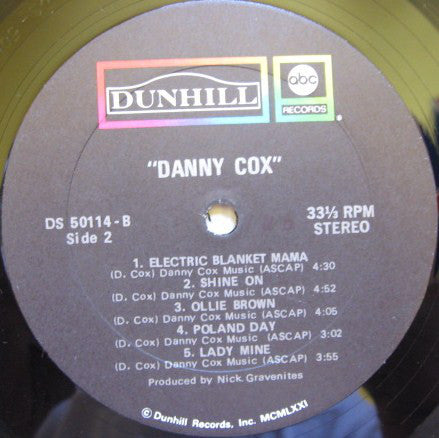 DUNHILL
abc
RECORDS
"DANNY COX"
DS 50114-B
Side 2
33⅓ RPM
STEREO
1. ELECTRIC BLANKET MAMA
(D. Cox) Danny Cox Music (ASCAP) 4:30
2. SHINE ON
(D. Cox) Danny Cox Music (ASCAP) 4:52
3. OLLIE BROWN
(D. Cox) Danny Cox Music (ASCAP) 4:05
4. POLAND DAY
(D. Cox) Danny Cox Music (ASCAP) 3:02
5. LADY MINE
(D. Cox) Danny Cox Music (ASCAP) 3:55
Produced by Nick Gravenites
© Dunhill Records, Inc. MCMLXXI